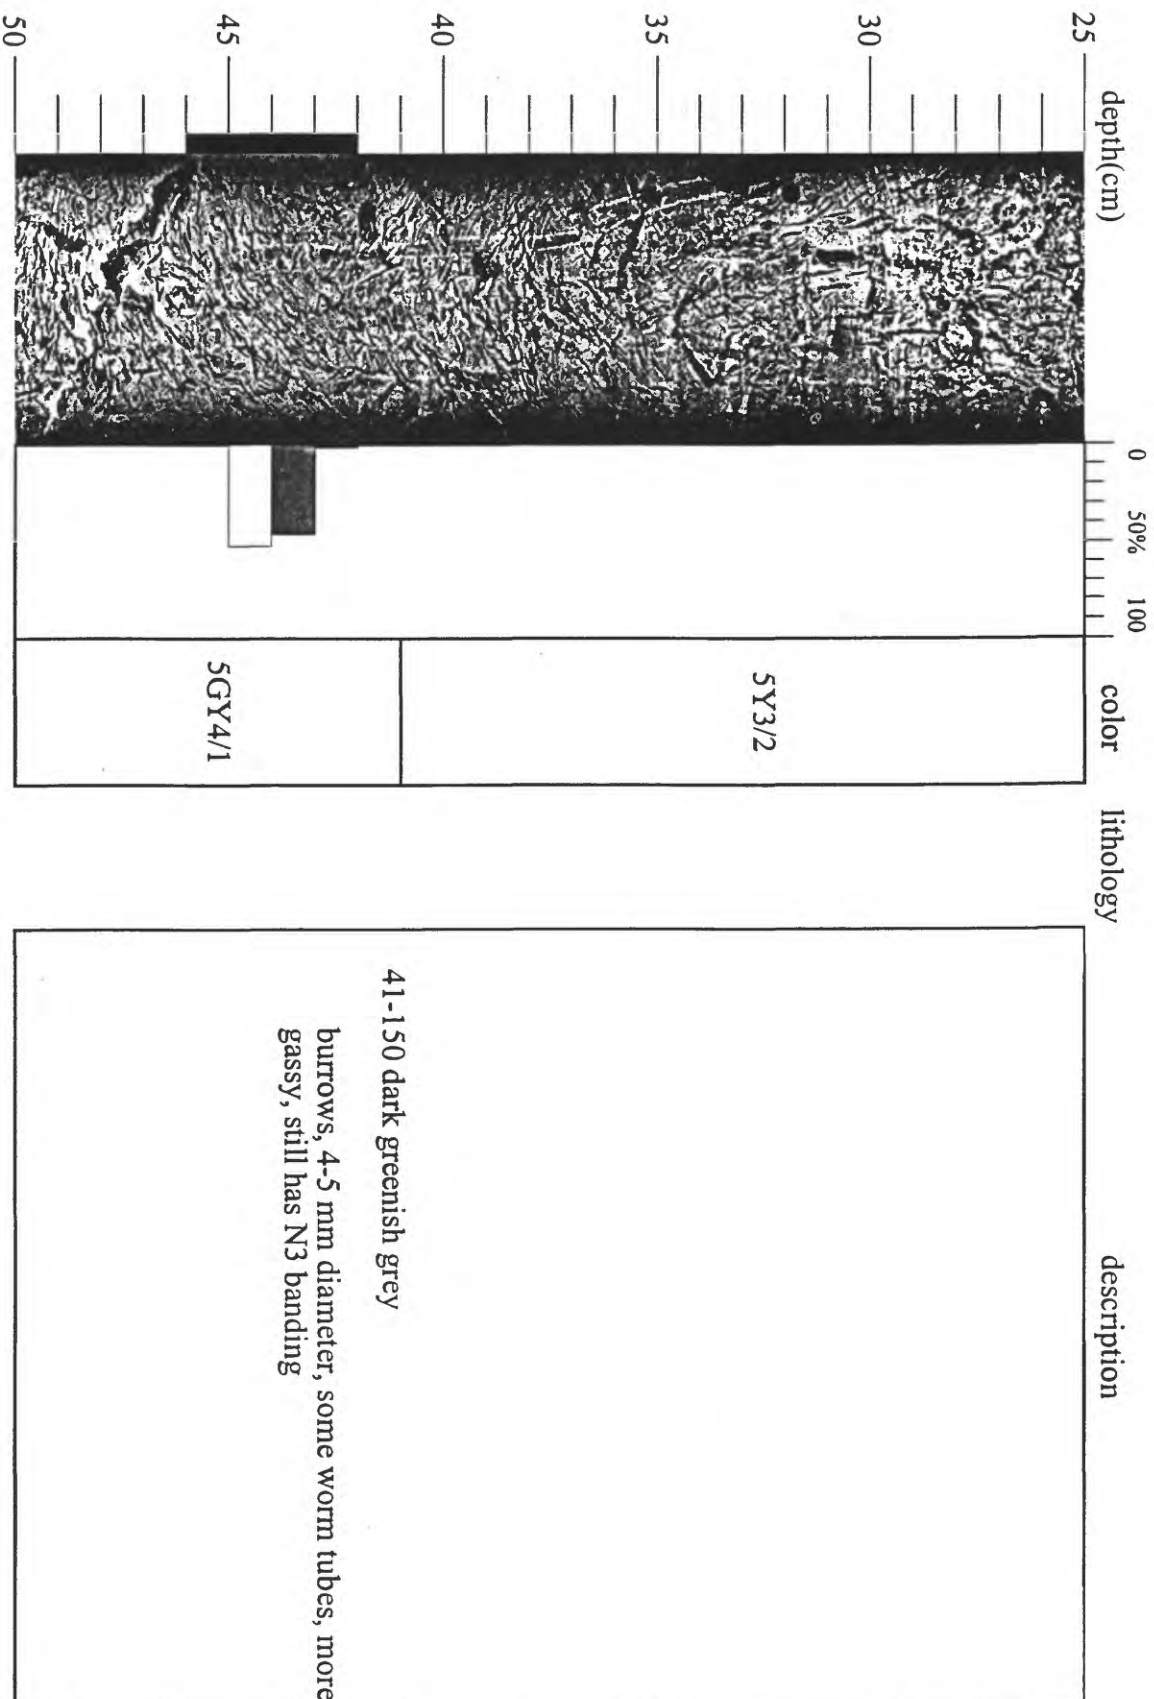 depth(cm)
0 50% 100
color
lithology
description
25
30
35
40
45
50
5Y3/2
5GY4/1
41-150 dark greenish grey
burrows, 4-5 mm diameter, some worm tubes, more
gassy, still has N3 banding